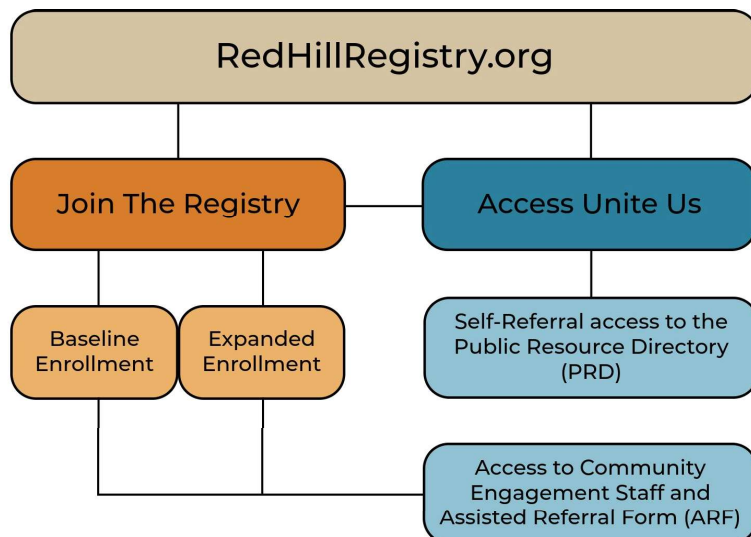 RedHillRegistry.org
Join The Registry
Access Unite Us
Baseline
Enrollment
Expanded
Enrollment
Self-Referral access to the
Public Resource Directory
(PRD)
Access to Community
Engagement Staff and
Assisted Referral Form (ARF)